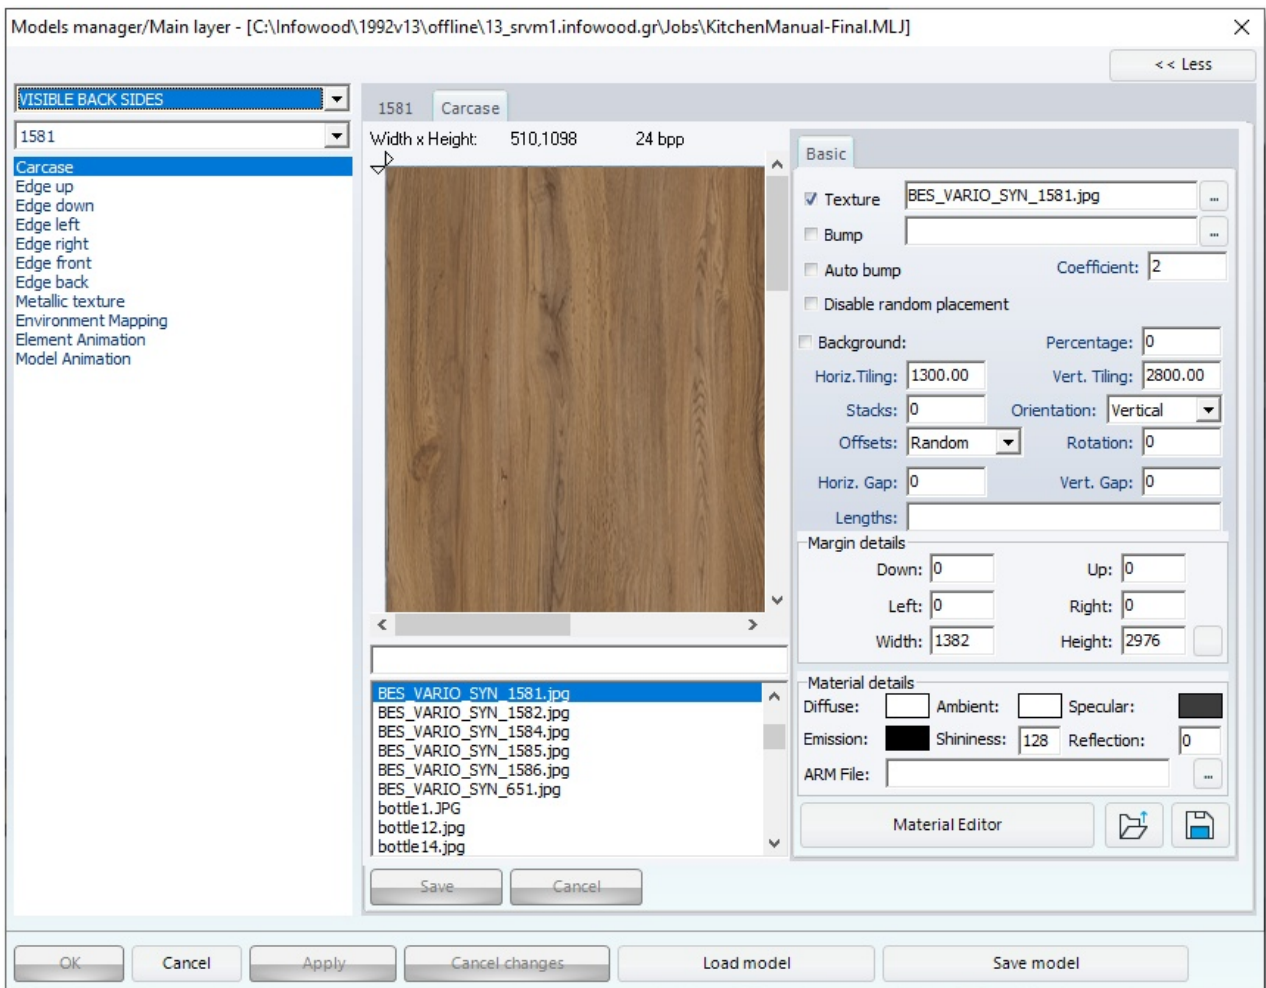 Models manager/Main layer - [C:\Infowood\1992v13\offline\13_srvm1.infowood.gr\Jobs\KitchenManual-Final.MLJ]
<< Less
VISIBLE BACK SIDES
1581
Carcase
Edge up
Edge down
Edge left
Edge right
Edge front
Edge back
Metallic texture
Environment Mapping
Element Animation
Model Animation
1581 Carcase
Width x Height: 510,1098 24 bpp
BES_VARIO_SYN_1581.jpg
BES_VARIO_SYN_1582.jpg
BES_VARIO_SYN_1584.jpg
BES_VARIO_SYN_1585.jpg
BES_VARIO_SYN_1586.jpg
BES_VARIO_SYN_651.jpg
bottle1.JPG
bottle12.jpg
bottle14.jpg
Save Cancel
Basic
Texture BES_VARIO_SYN_1581.jpg ...
Bump ...
Auto bump Coefficient: 2
Disable random placement
Background: Percentage: 0
Horiz.Tiling: 1300.00 Vert. Tiling: 2800.00
Stacks: 0 Orientation: Vertical
Offsets: Random Rotation: 0
Horiz. Gap: 0 Vert. Gap: 0
Lengths:
Margin details
Down: 0 Up: 0
Left: 0 Right: 0
Width: 1382 Height: 2976
Material details
Diffuse: Ambient: Specular:
Emission: Shininess: 128 Reflection: 0
ARM File: ...
Material Editor
OK Cancel Apply Cancel changes Load model Save model